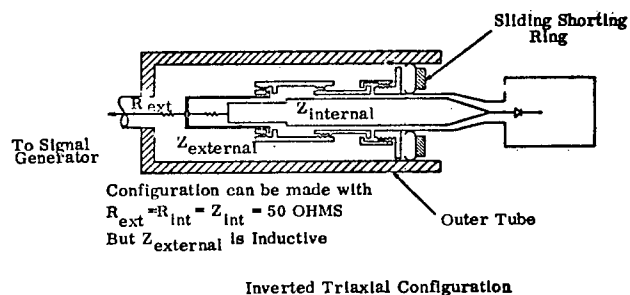 Sliding Shorting
Ring
R ext
Z internal
To Signal
Generator
Z external
Configuration can be made with
R ext = R int = Z int = 50 OHMS
But Z external is Inductive
Outer Tube
Inverted Triaxial Configuration